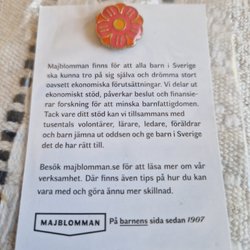 Majblomman finns för att alla barn i Sverige
ska kunna tro på sig själva och drömma stort
oavsett ekonomiska förutsättningar. Vi delar ut
ekonomiskt stöd, påverkar beslut och finansie-
rar forskning för att minska barnfattigdomen.
Tack vare ditt stöd kan vi tillsammans med
tusentals volontärer, lärare, ledare, föräldrar
och barn jämna ut oddsen och ge barn i Sverige
det de har rätt till.
Besök majblomman.se för att läsa mer om vår
verksamhet. Där finns även tips på hur du kan
vara med och göra ännu mer skillnad.
MAJBLOMMAN
På barnens sida sedan 1907